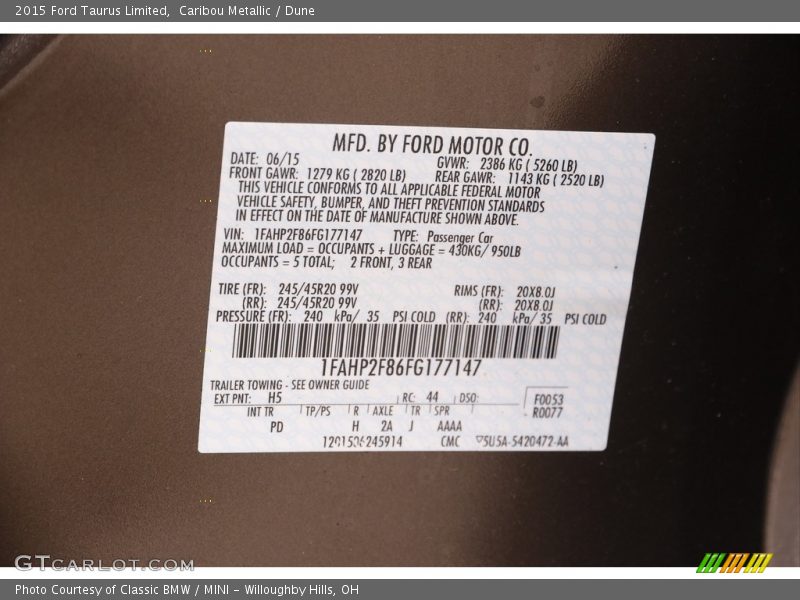 2015 Ford Taurus Limited, Caribou Metallic / Dune
MFD. BY FORD MOTOR CO.
DATE: 06/15 GVWR: 2386 KG ( 5260 LB)
FRONT GAWR: 1279 KG ( 2820 LB) REAR GAWR: 1143 KG ( 2520 LB)
THIS VEHICLE CONFORMS TO ALL APPLICABLE FEDERAL MOTOR
VEHICLE SAFETY, BUMPER, AND THEFT PREVENTION STANDARDS
IN EFFECT ON THE DATE OF MANUFACTURE SHOWN ABOVE.
VIN: 1FAHP2F86FG177147 TYPE: Passenger Car
MAXIMUM LOAD = OCCUPANTS + LUGGAGE = 430KG/ 950LB
OCCUPANTS = 5 TOTAL; 2 FRONT, 3 REAR
TIRE (FR): 245/45R20 99V RIMS (FR): 20X8.0J
(RR): 245/45R20 99V (RR): 20X8.0J
PRESSURE (FR): 240 kPa/ 35 PSI COLD (RR): 240 kPa/ 35 PSI COLD
1FAHP2F86FG177147
TRAILER TOWING - SEE OWNER GUIDE
EXT PNT: H5 RC: 44 DSO: F0053
INT TR TP/PS R AXLE TR SPR R0077
PD H 2A J AAAA
CMC 5U5A-5420472-AA
GTCARLOT.COM
Photo Courtesy of Classic BMW / MINI - Willoughby Hills, OH